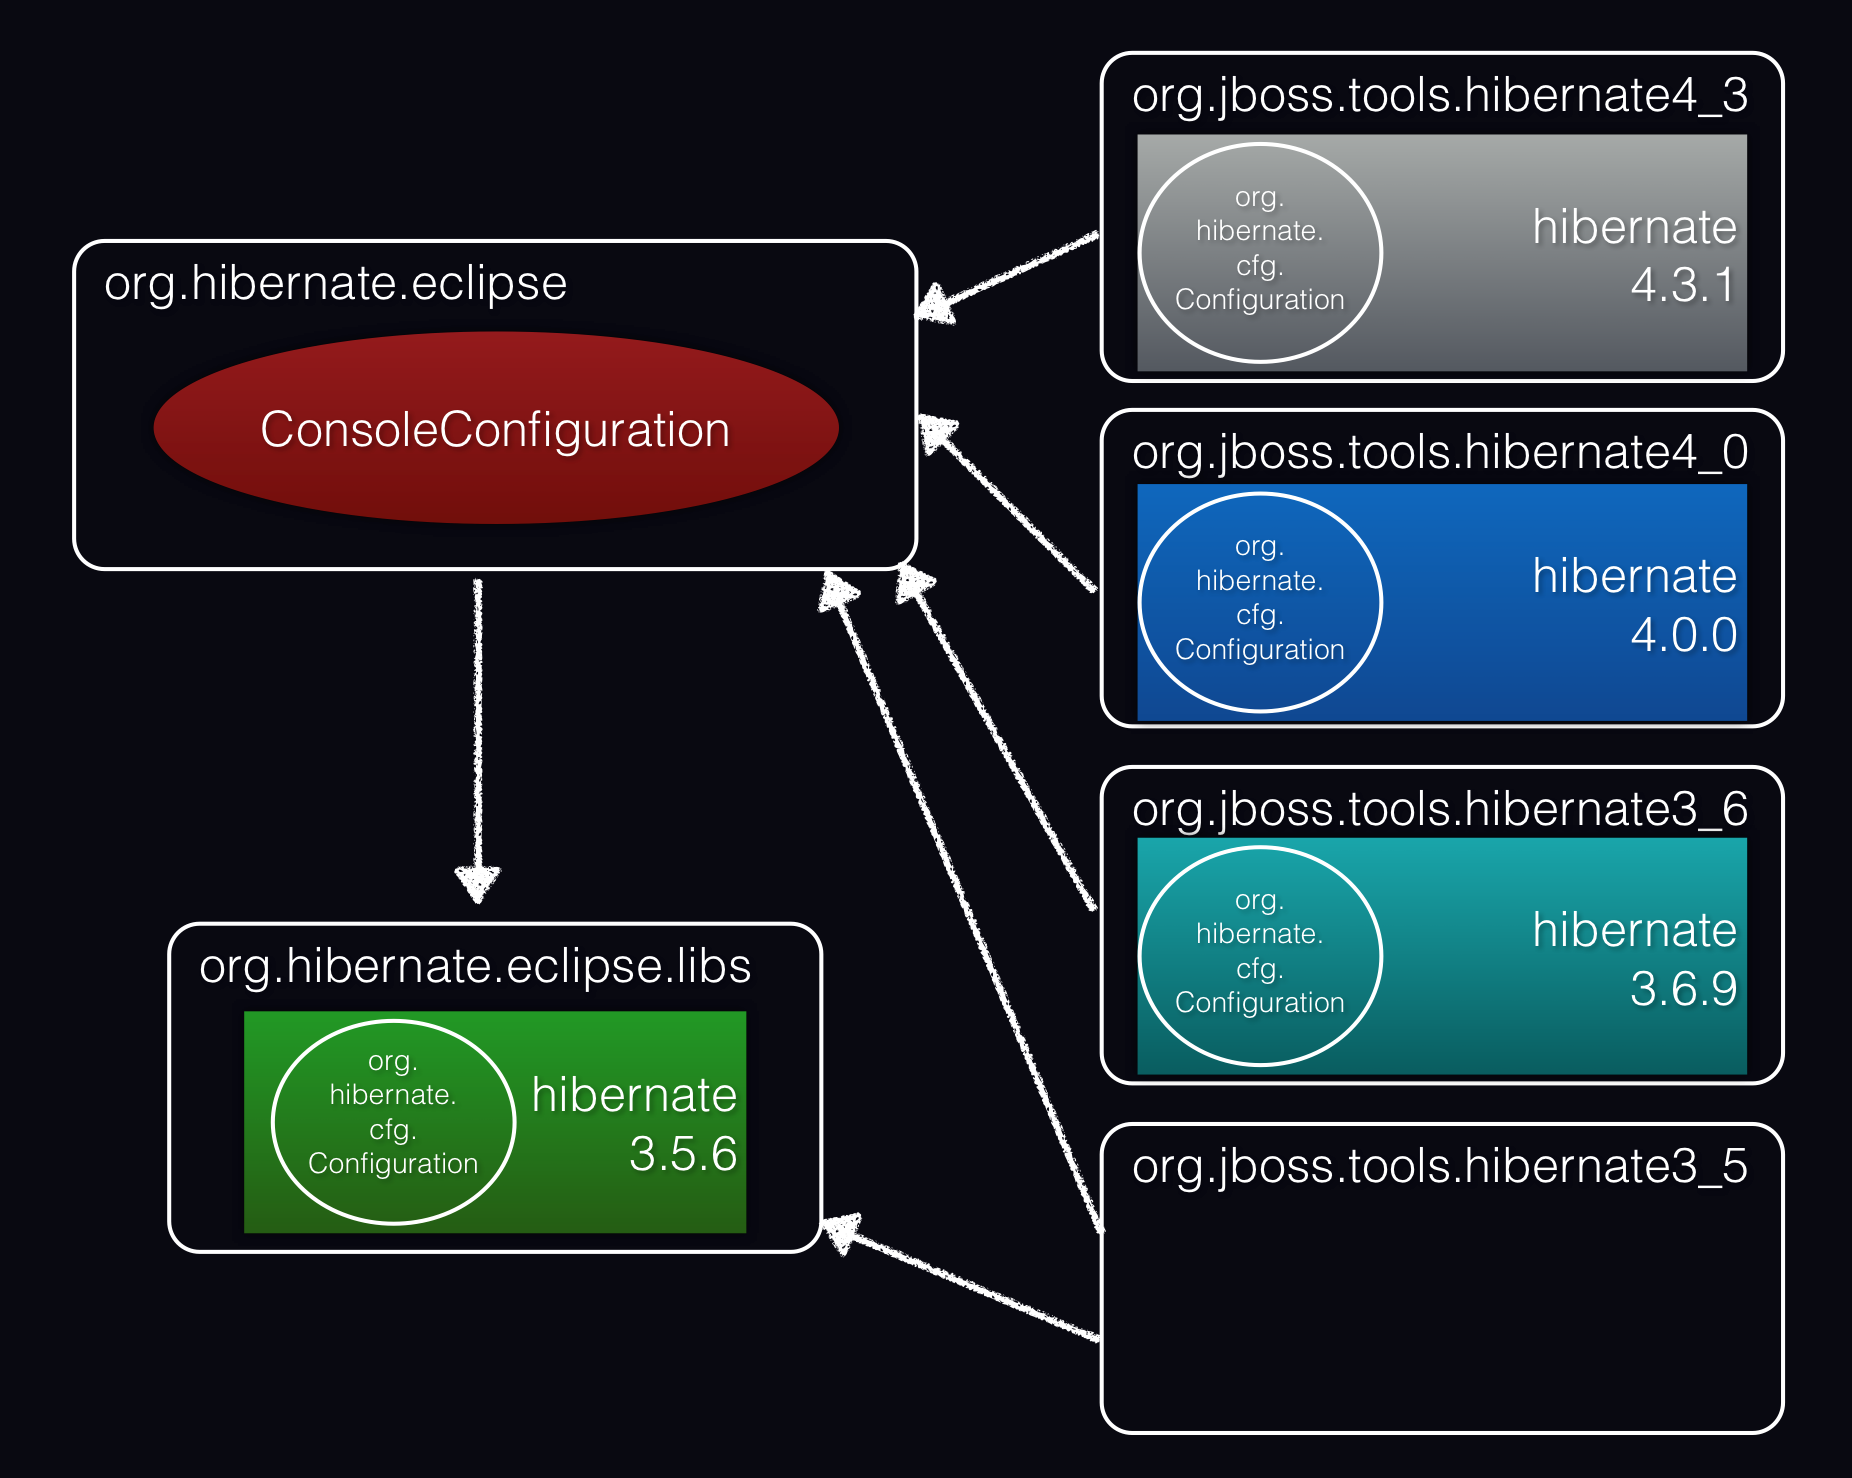 org.hibernate.eclipse
ConsoleConfiguration
org.hibernate.eclipse.libs
org.
hibernate.
cfg.
Configuration
hibernate
3.5.6
org.jboss.tools.hibernate4_3
org.
hibernate.
cfg.
Configuration
hibernate
4.3.1
org.jboss.tools.hibernate4_0
org.
hibernate.
cfg.
Configuration
hibernate
4.0.0
org.jboss.tools.hibernate3_6
org.
hibernate.
cfg.
Configuration
hibernate
3.6.9
org.jboss.tools.hibernate3_5